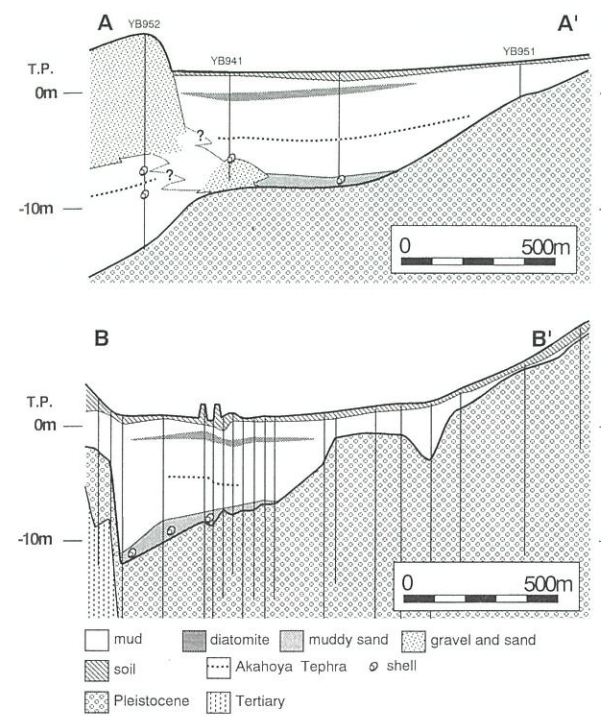 A A'
YB952
YB941
YB951
T.P.
0m
?
?
-10m
0 500m
B B'
T.P.
0m
-10m
0 500m
mud diatomite muddy sand gravel and sand
soil Akahoya Tephra shell
Pleistocene Tertiary